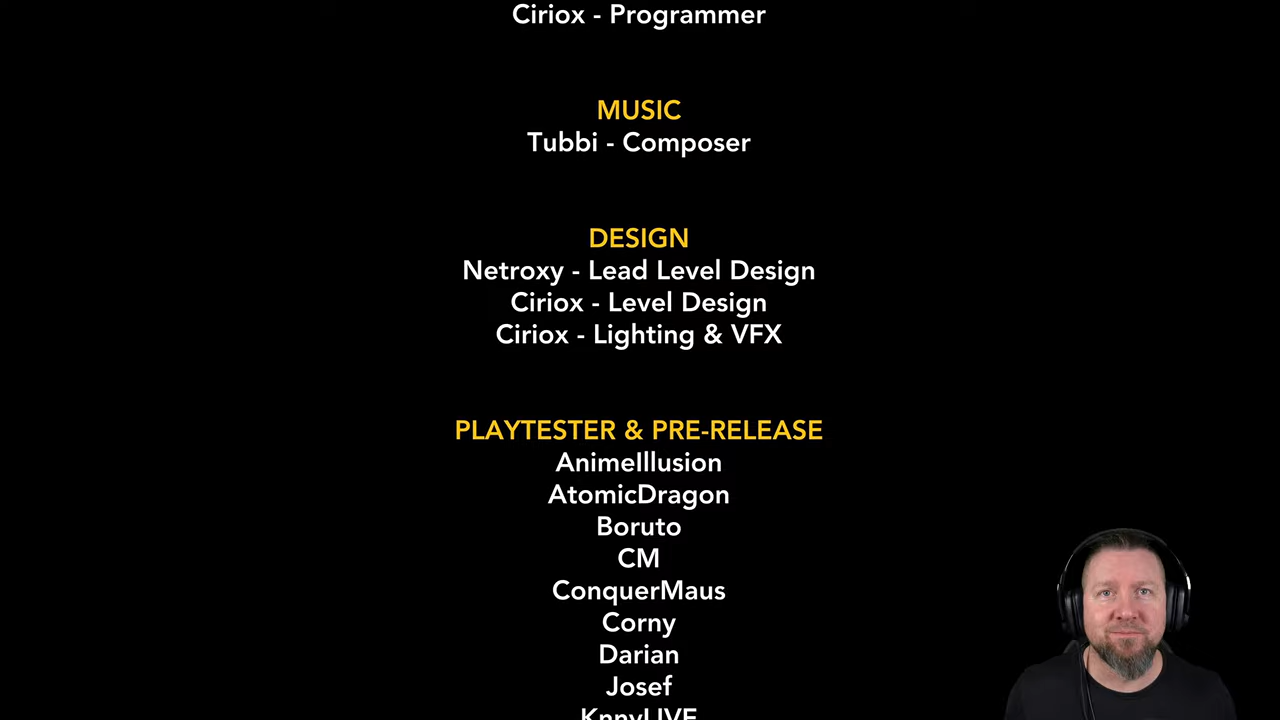 Ciriox - Programmer
MUSIC
Tubbi - Composer
DESIGN
Netroxy - Lead Level Design
Ciriox - Level Design
Ciriox - Lighting & VFX
PLAYTESTER & PRE-RELEASE
AnimeIllusion
AtomicDragon
Boruto
CM
ConquerMaus
Corny
Darian
Josef
KnnyLIVE